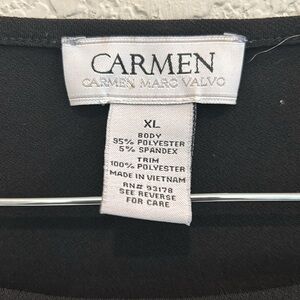 CARMEN
CARMEN MARC VALVO
XL
BODY
95% POLYESTER
5% SPANDEX
TRIM
100% POLYESTER
MADE IN VIETNAM
RN# 93178
SEE REVERSE
FOR CARE